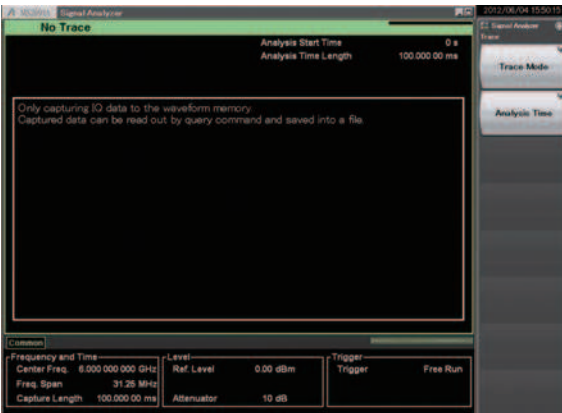 Signal Analyzer
2012/06/04 15:50:15
No Trace
Signal Analyzer
Trace
Analysis Start Time 0 s
Analysis Time Length 100.000 00 ms
Trace Mode
Analysis Time
Only capturing IQ data to the waveform memory
Captured data can be read out by query command and saved into a file.
Common
Frequency and Time
Center Freq. 6.000 000 000 GHz
Freq. Span 31.25 MHz
Capture Length 100.000 00 ms
Level
Ref. Level 0.00 dBm
Attenuator 10 dB
Trigger
Trigger Free Run